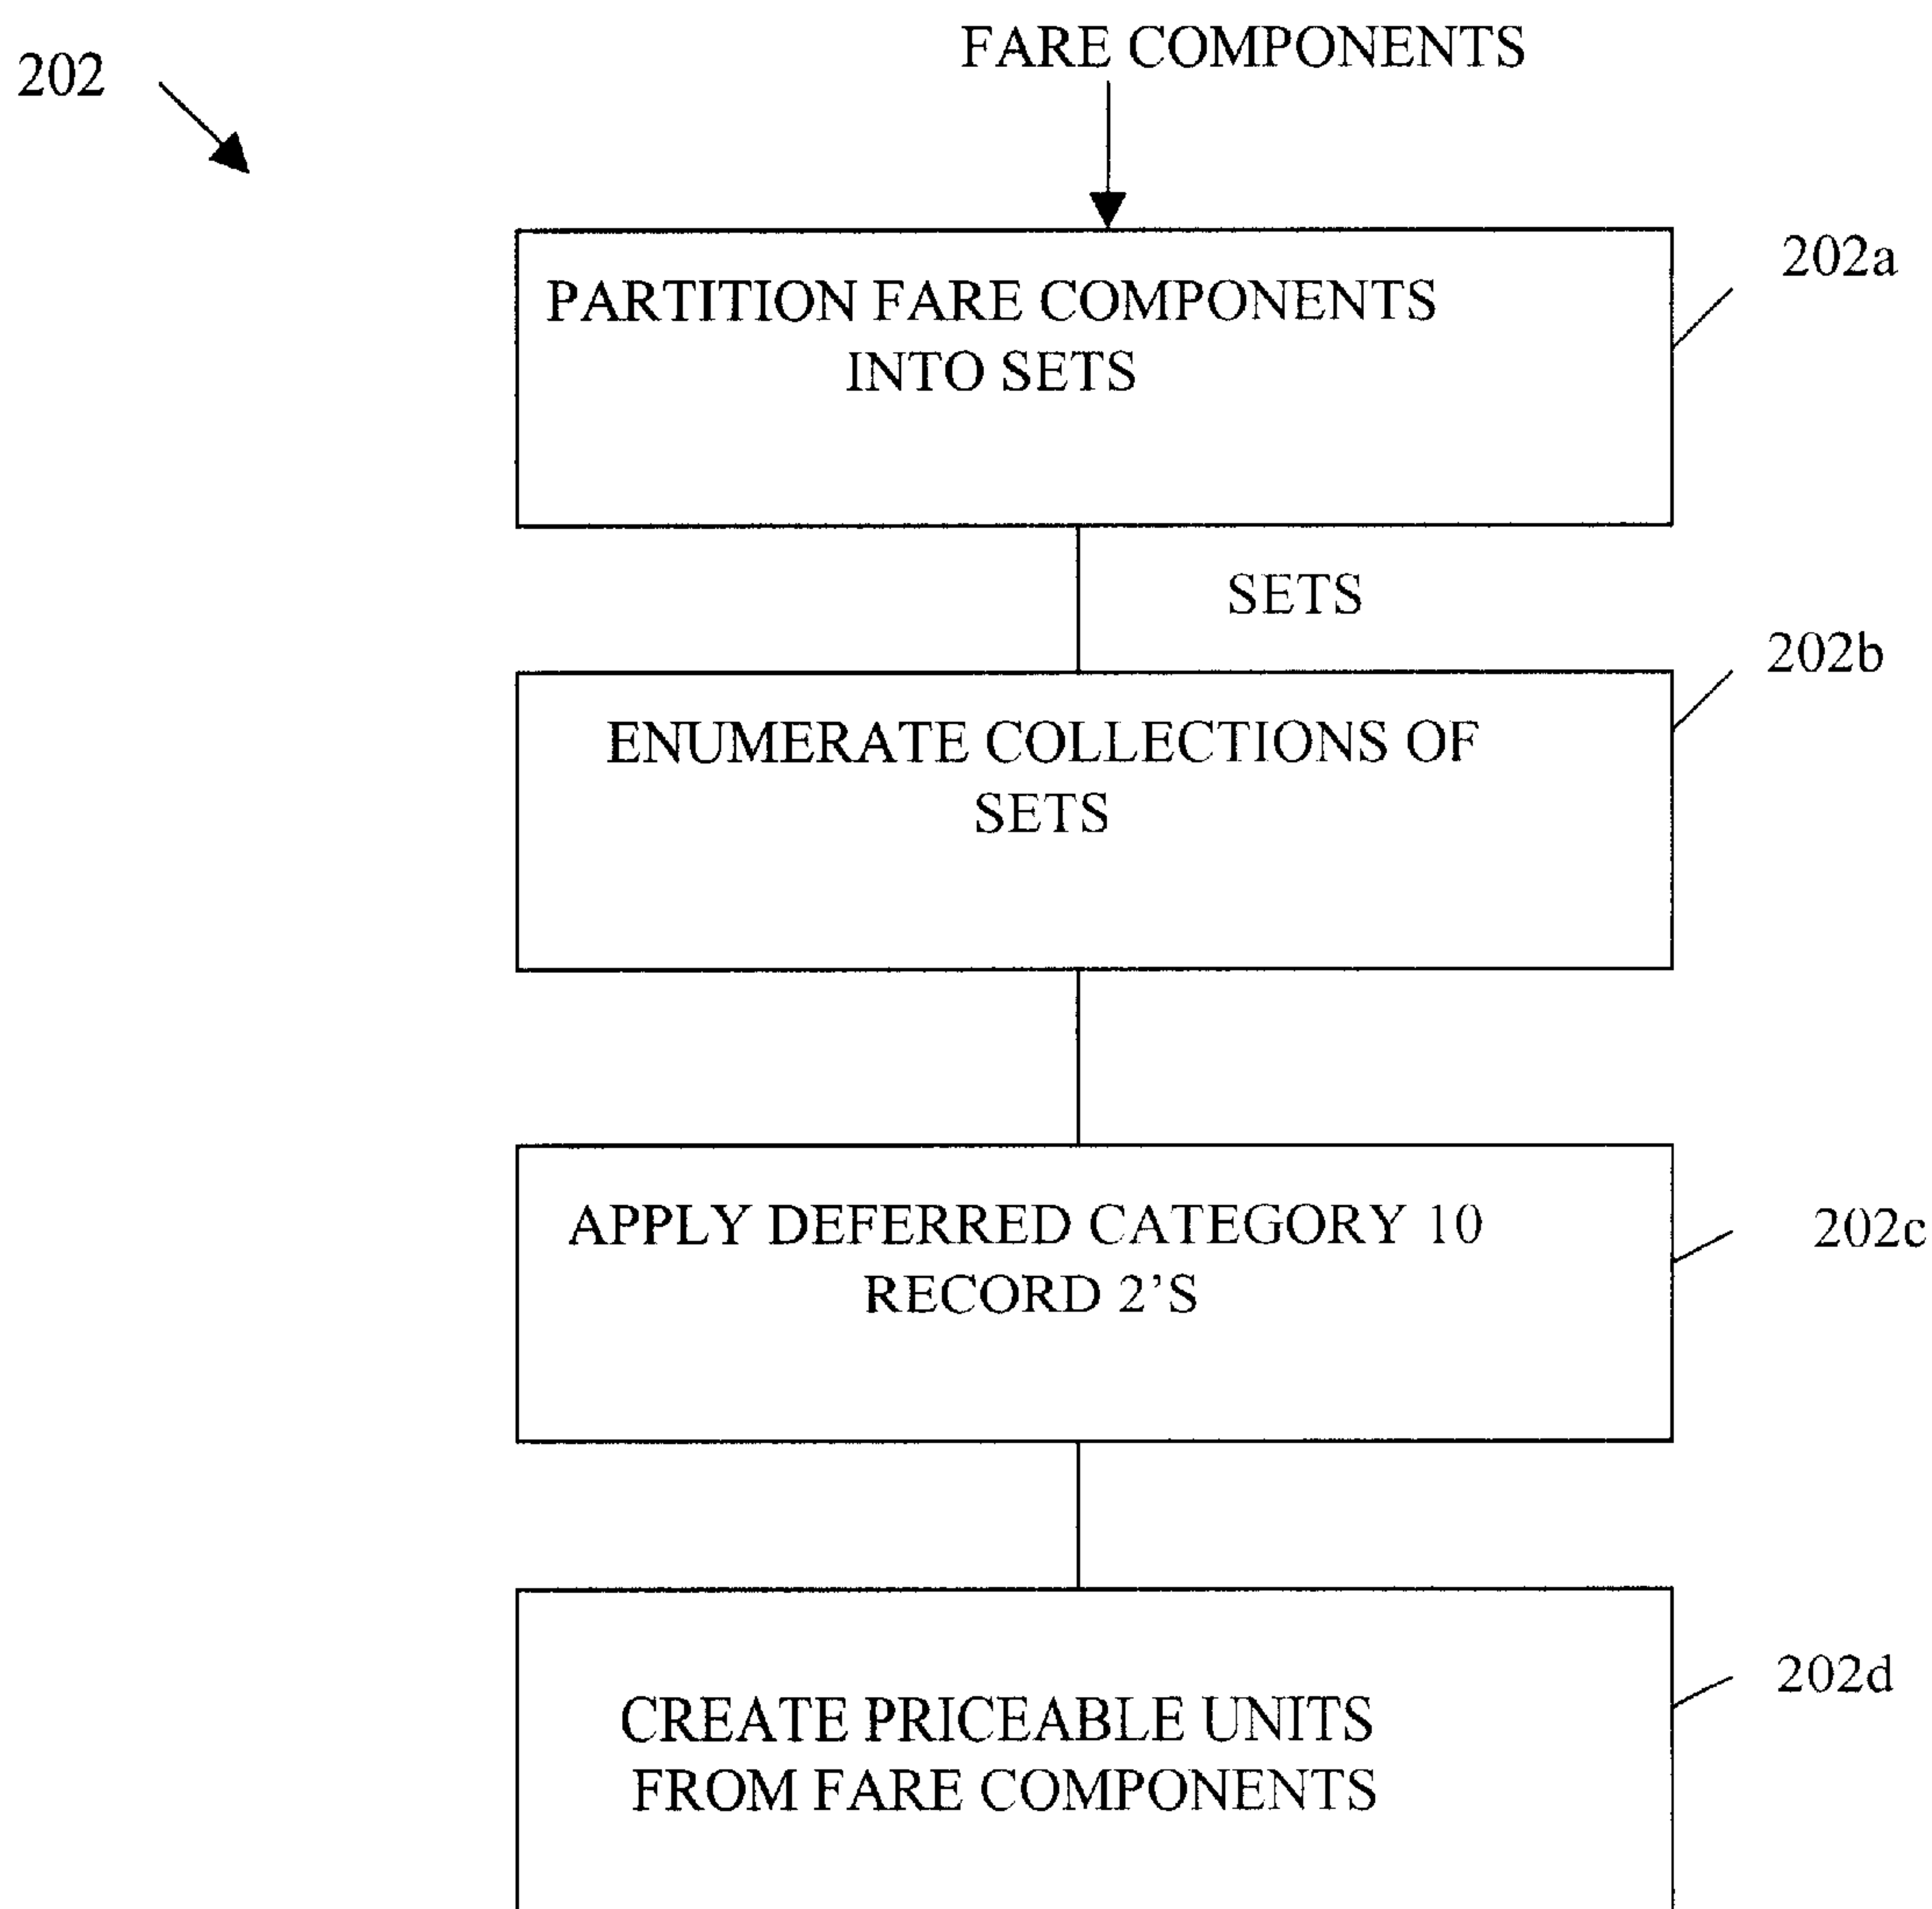 FARE COMPONENTS
202
202a
PARTITION FARE COMPONENTS
INTO SETS
SETS
202b
ENUMERATE COLLECTIONS OF
SETS
202c
APPLY DEFERRED CATEGORY 10
RECORD 2’S
202d
CREATE PRICEABLE UNITS
FROM FARE COMPONENTS